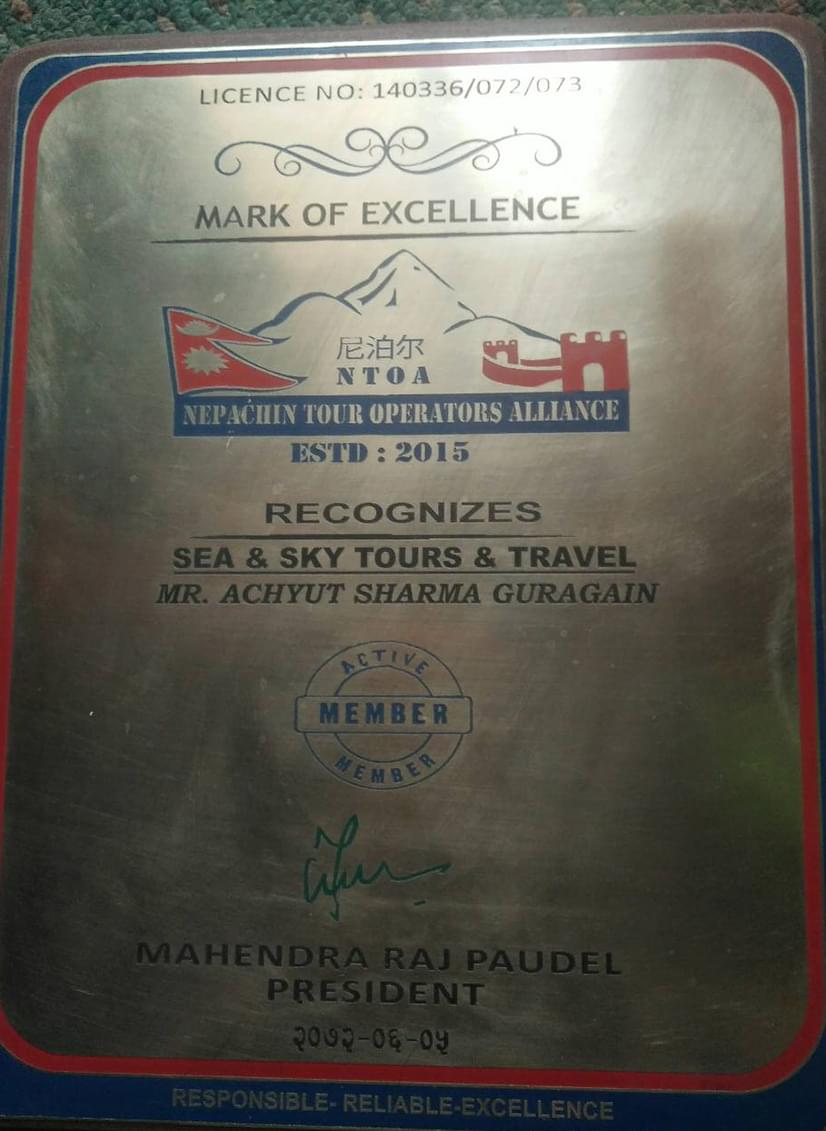 LICENCE NO: 140336/072/073
MARK OF EXCELLENCE
尼泊尔
NTOA
NEPACHIN TOUR OPERATORS ALLIANCE
ESTD : 2015
RECOGNIZES
SEA & SKY TOURS & TRAVEL
MR. ACHYUT SHARMA GURAGAIN
ACTIVE
MEMBER
MEMBER
MAHENDRA RAJ PAUDEL
PRESIDENT
२०७२-०६-०५
RESPONSIBLE- RELIABLE-EXCELLENCE